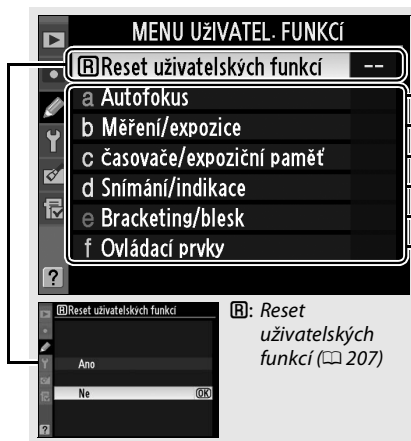 MENU UžIVATEL. FUNKCÍ
R Reset uživatelských funkcí --
a Autofokus
b Měření/expozice
c Časovače/expoziční paměť
d Snímání/indikace
e Bracketing/blesk
f Ovládací prvky
?
R Reset uživatelských funkcí
Ano
Ne OK
?
R: Reset
uživatelských
funkcí (207)